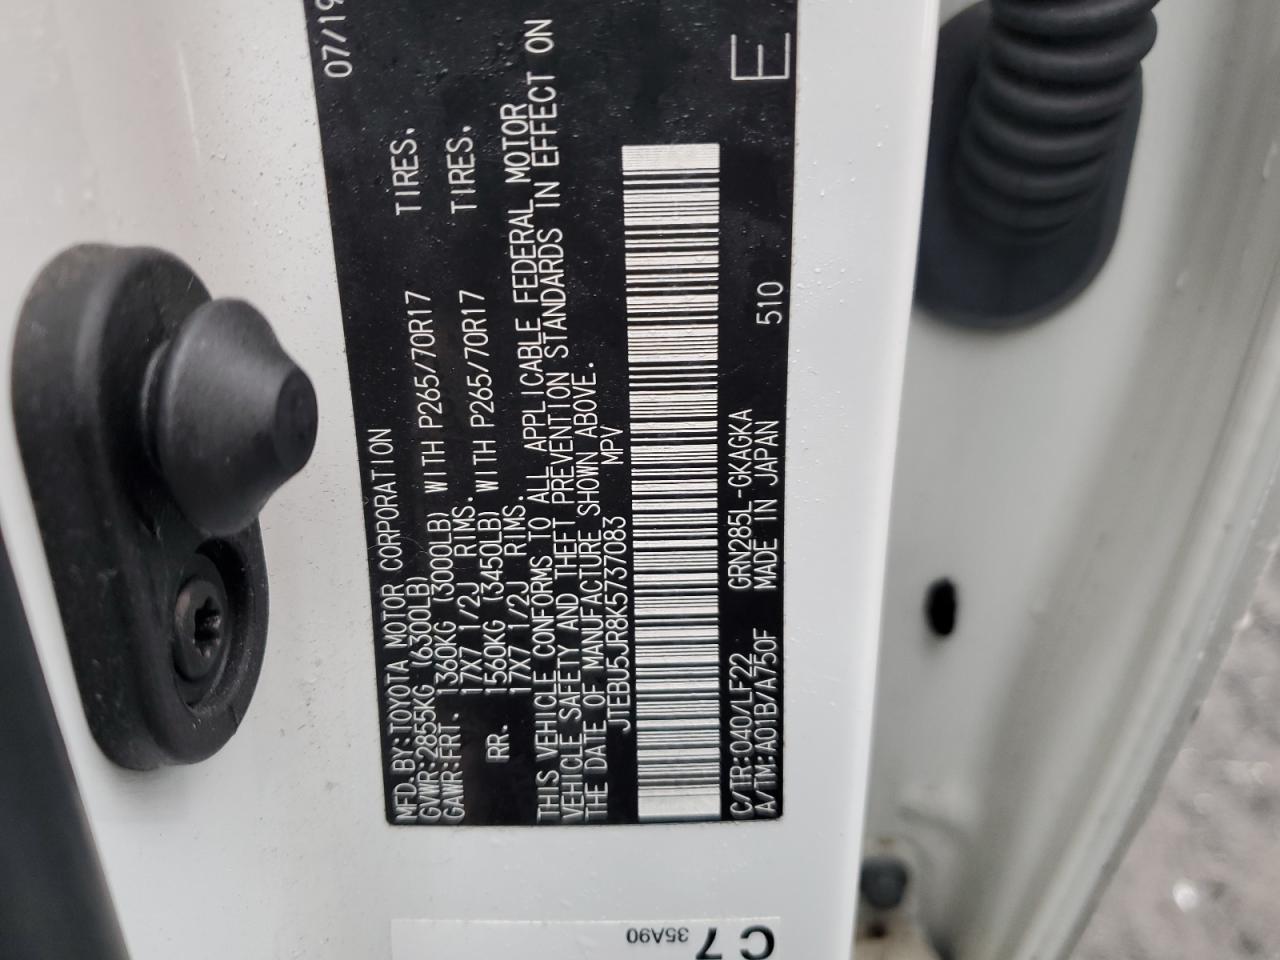 07/19
MFD.BY:TOYOTA MOTOR CORPORATION
GVWR:2855KG (6300LB)
GAWR:FRT. 1360KG (3000LB) WITH P265/70R17 TIRES.
17X7 1/2J RIMS.
RR. 1560KG (3450LB) WITH P265/70R17 TIRES.
17X7 1/2J RIMS.
THIS VEHICLE CONFORMS TO ALL APPLICABLE FEDERAL MOTOR
VEHICLE SAFETY AND THEFT PREVENTION STANDARDS IN EFFECT ON
THE DATE OF MANUFACTURE SHOWN ABOVE.
JTEBU5JR8K5737083 MPV
C/TR:040/LF22 GRN285L-GKAGKA
A/TM:A01B/A750F MADE IN JAPAN 510 E
C7
35A90